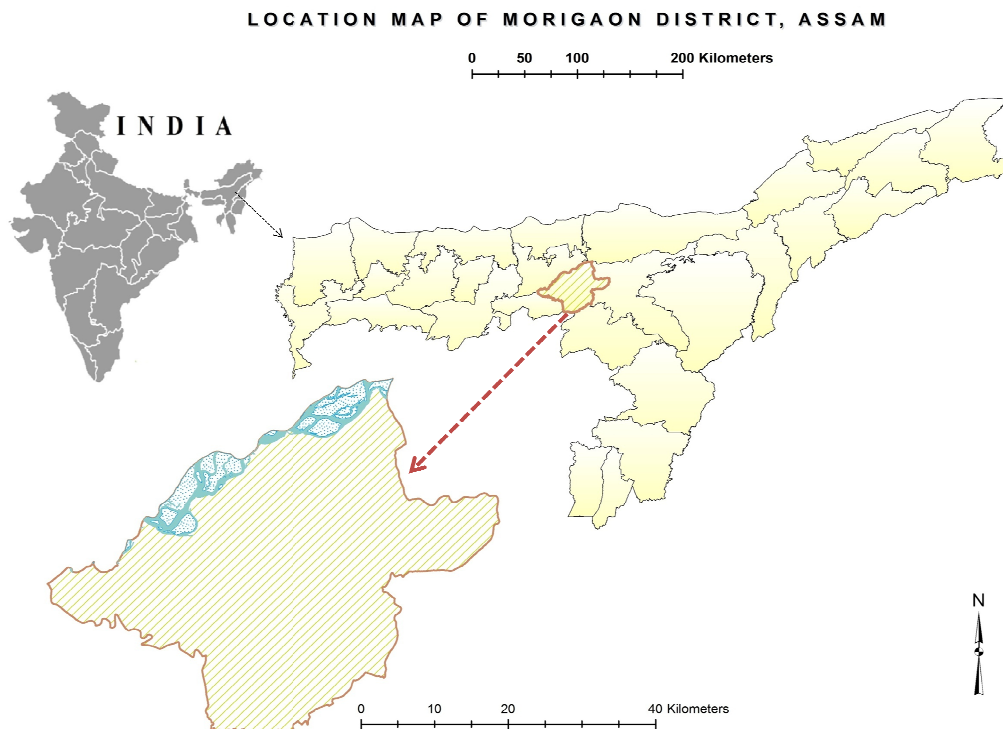 LOCATION MAP OF MORIGAON DISTRICT, ASSAM
0 50 100 200 Kilometers
INDIA
N
0 10 20 40 Kilometers